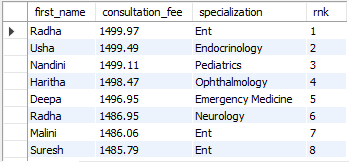 first_name consultation_fee specialization rnk
Radha 1499.97 Ent 1
Usha 1499.49 Endocrinology 2
Nandini 1499.11 Pediatrics 3
Haritha 1498.47 Ophthalmology 4
Deepa 1496.95 Emergency Medicine 5
Radha 1486.95 Neurology 6
Malini 1486.06 Ent 7
Suresh 1485.79 Ent 8